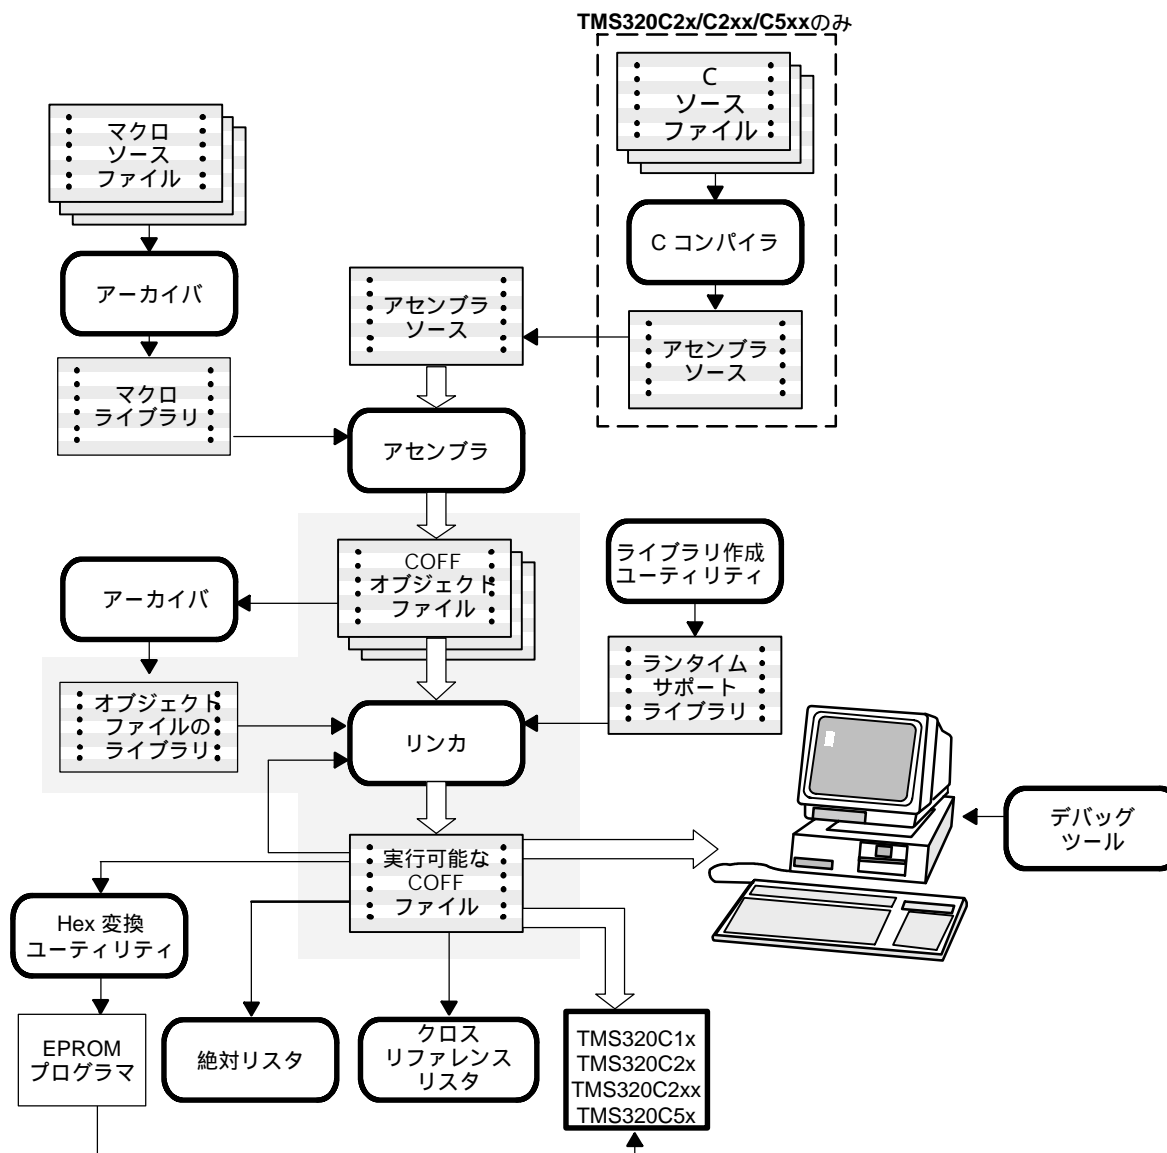 TMS320C2x/C2xx/C5xxのみ
C
ソース
ファイル
マクロ
ソース
ファイル
C コンパイラ
アーカイバ
アセンブラ
ソース
アセンブラ
ソース
マクロ
ライブラリ
アセンブラ
COFF
オブジェクト
ファイル
ライブラリ作成
ユーティリティ
アーカイバ
ランタイム
サポート
ライブラリ
オブジェクト
ファイルの
ライブラリ
リンカ
デバッグ
ツール
実行可能な
COFF
ファイル
Hex 変換
ユーティリティ
EPROM
プログラマ
絶対リスタ
クロス
リファレンス
リスタ
TMS320C1x
TMS320C2x
TMS320C2xx
TMS320C5x